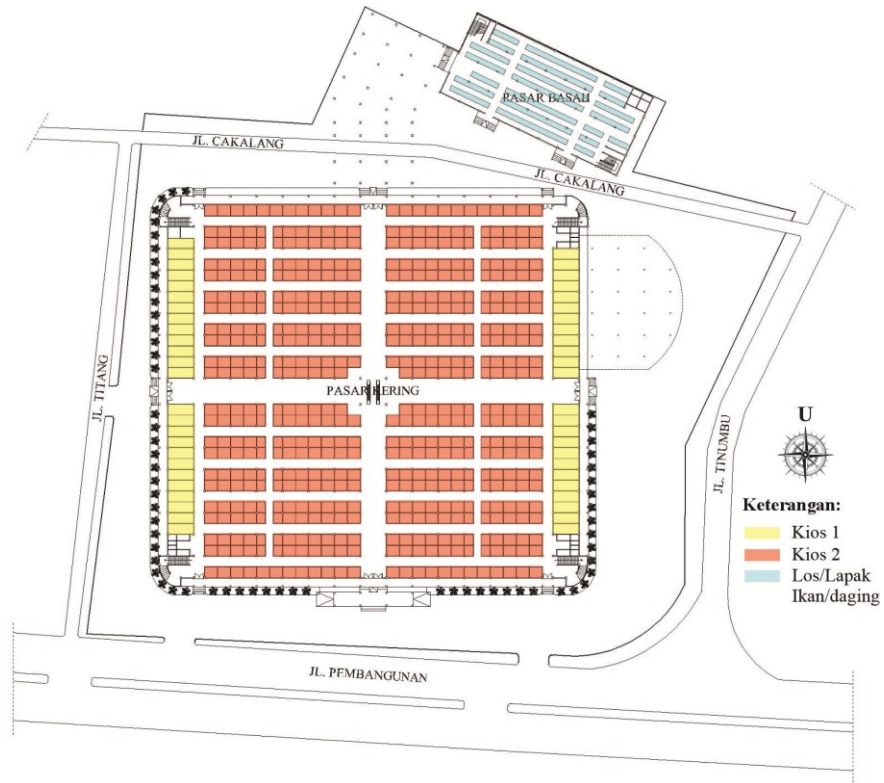 PASAR BASAH
JL. CAKALANG
JL. CAKALANG
JL. TITANG
PASAR KERING
JL. TINUMBU
U
Keterangan:
Kios 1
Kios 2
Los/Lapak
Ikan/daging
JL. PEMBANGUNAN